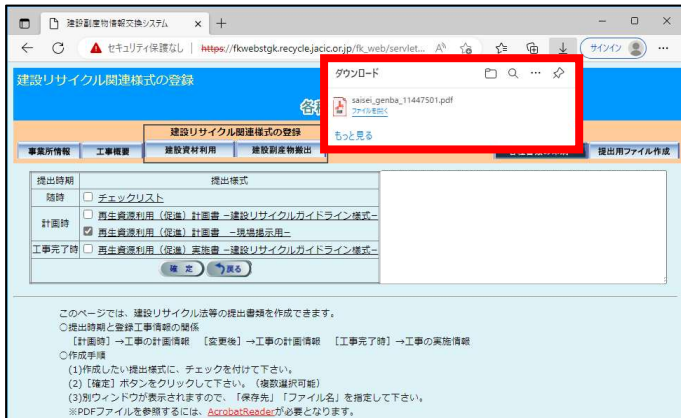 建設副産物情報交換システム
セキュリティ保護なし
https://fkwebstgk.recycle.jacic.or.jp/fk_web/servlet...
サインイン
ダウンロード
saisei_genba_11447501.pdf
ファイルを開く
もっと見る
建設リサイクル関連様式の登録
建設リサイクル関連様式の登録
事業所情報
工事概要
建設資材利用
建設副産物搬出
提出用ファイル作成
提出時期
提出様式
随時
チェックリスト
計画時
再生資源利用（促進）計画書 −建設リサイクルガイドライン様式−
再生資源利用（促進）計画書 −現場掲示用−
工事完了時
再生資源利用（促進）実施書 −建設リサイクルガイドライン様式−
確 定
戻る
このページでは、建設リサイクル法等の提出書類を作成できます。
○提出時期と登録工事情報の関係
［計画時］→工事の計画情報 ［変更後］→工事の計画情報 ［工事完了時］→工事の実施情報
○作成手順
(1)作成したい提出様式に、チェックを付けて下さい。
(2)［確定］ボタンをクリックして下さい。（複数選択可能）
(3)別ウィンドウが表示されますので、「保存先」「ファイル名」を指定して下さい。
※PDFファイルを参照するには、AcrobatReaderが必要となります。